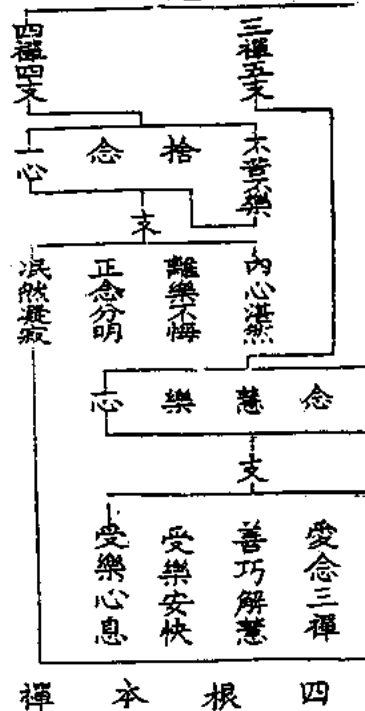 三禪五支
四禪四支
不苦不樂
捨
念
一心
支
內心湛然
離樂不悔
正念分明
泯然凝寂
念
慧
樂
心
支
愛念三禪
善巧解慧
受樂安快
受樂心息
四根本禪